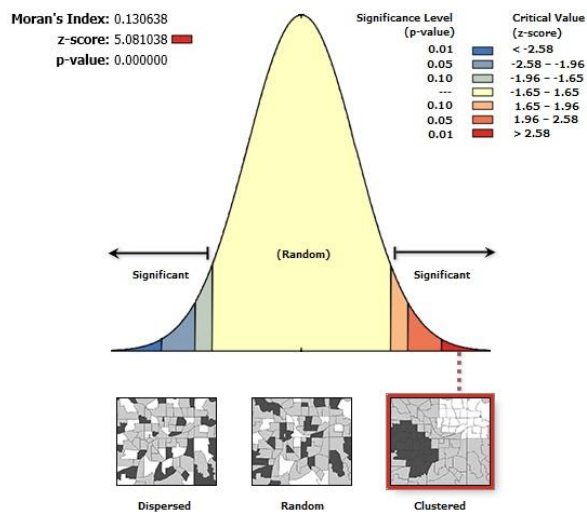 Moran's Index: 0.130638
z-score: 5.081038
p-value: 0.000000
Significance Level
(p-value)
Critical Value
(z-score)
0.01 < -2.58
0.05 -2.58 – -1.96
0.10 -1.96 – -1.65
--- -1.65 – 1.65
0.10 1.65 – 1.96
0.05 1.96 – 2.58
0.01 > 2.58
Significant
(Random)
Significant
Dispersed
Random
Clustered